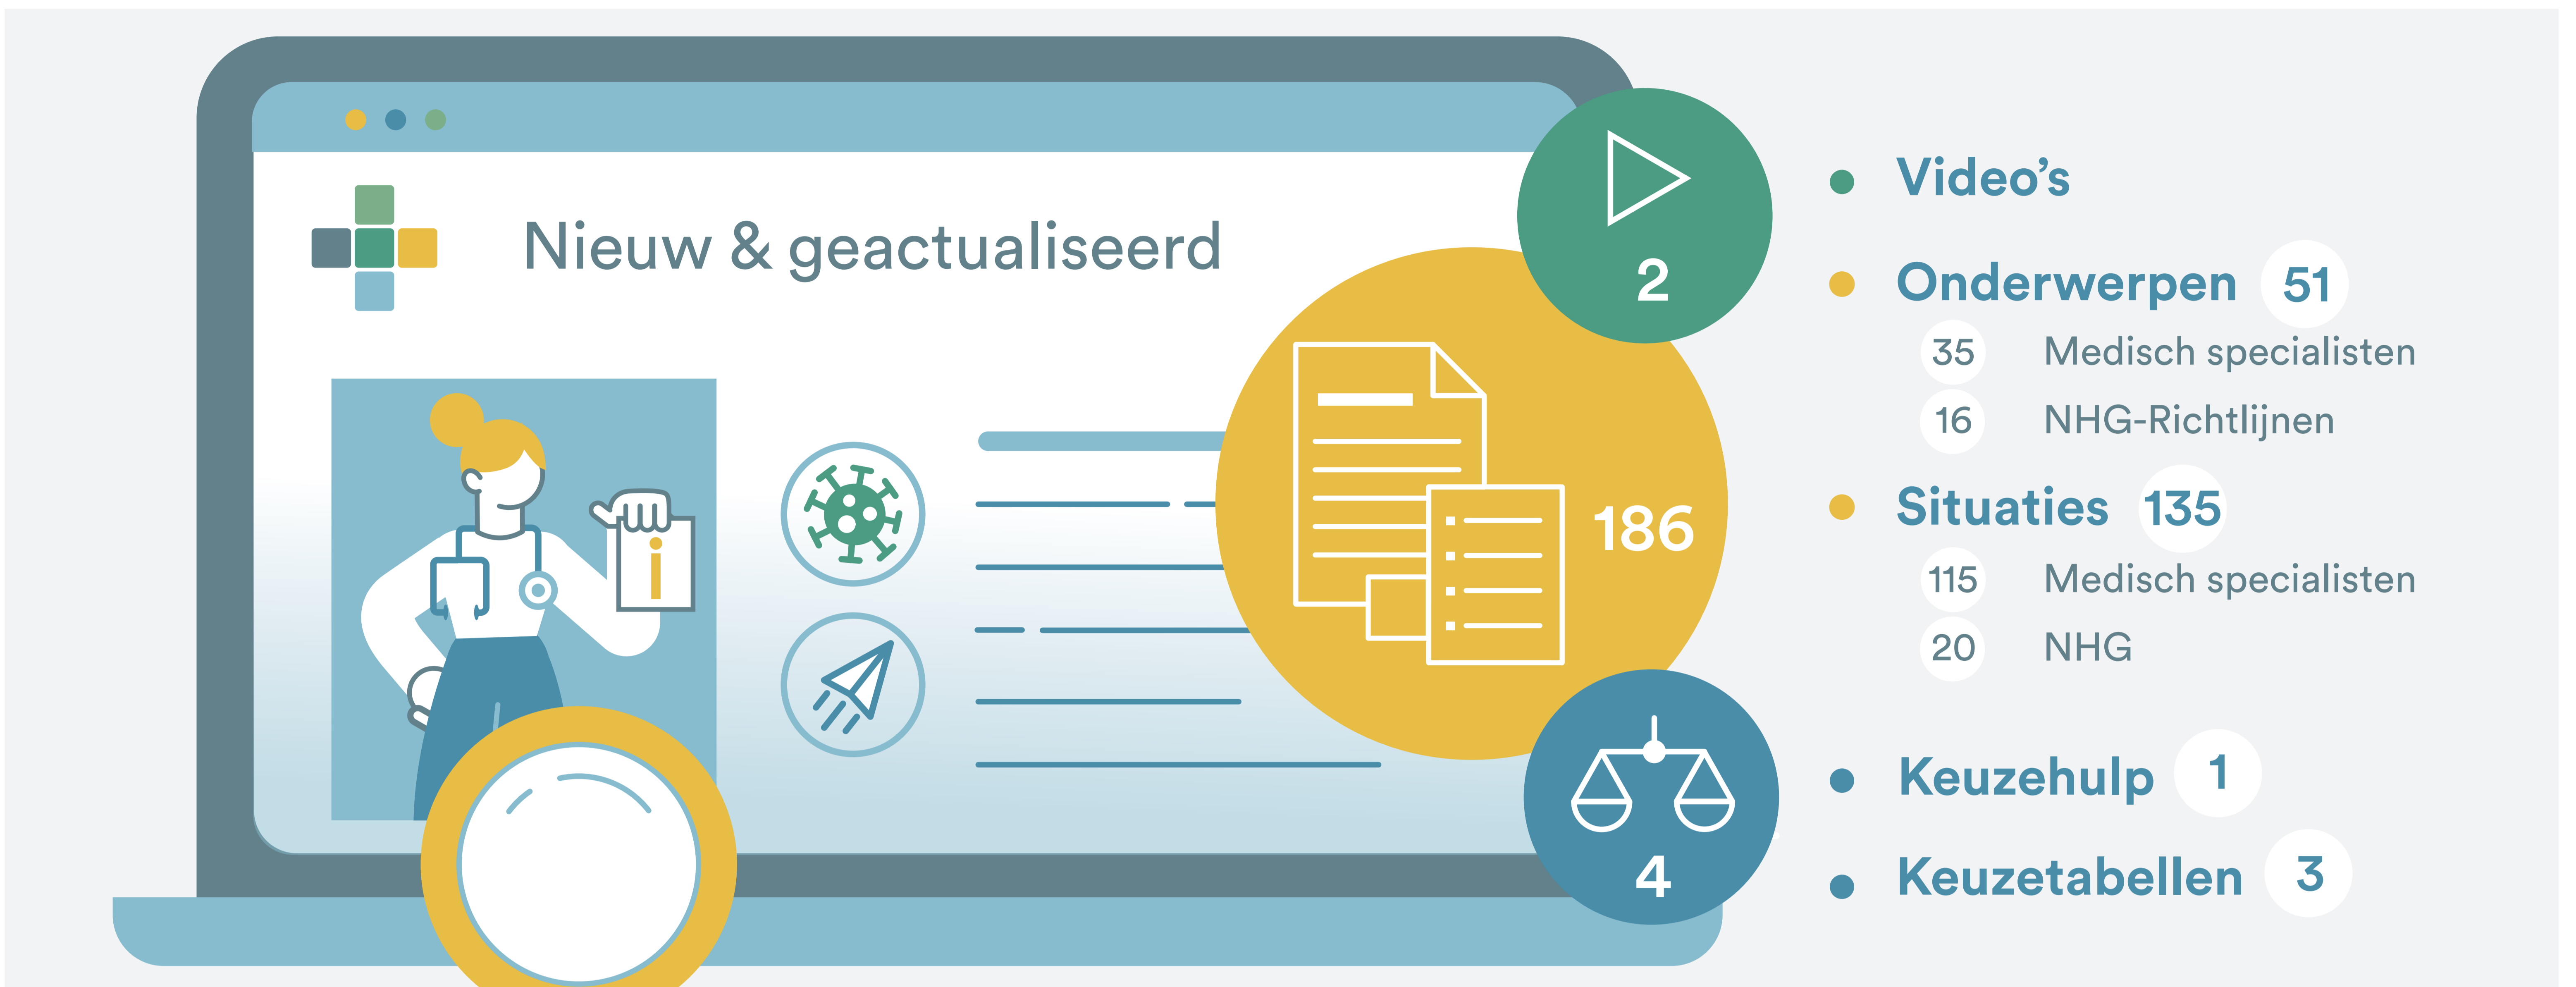 Nieuw & geactualiseerd
i
2
186
4
Video’s
Onderwerpen 51
35 Medisch specialisten
16 NHG-Richtlijnen
Situaties 135
115 Medisch specialisten
20 NHG
Keuzehulp 1
Keuzetabellen 3